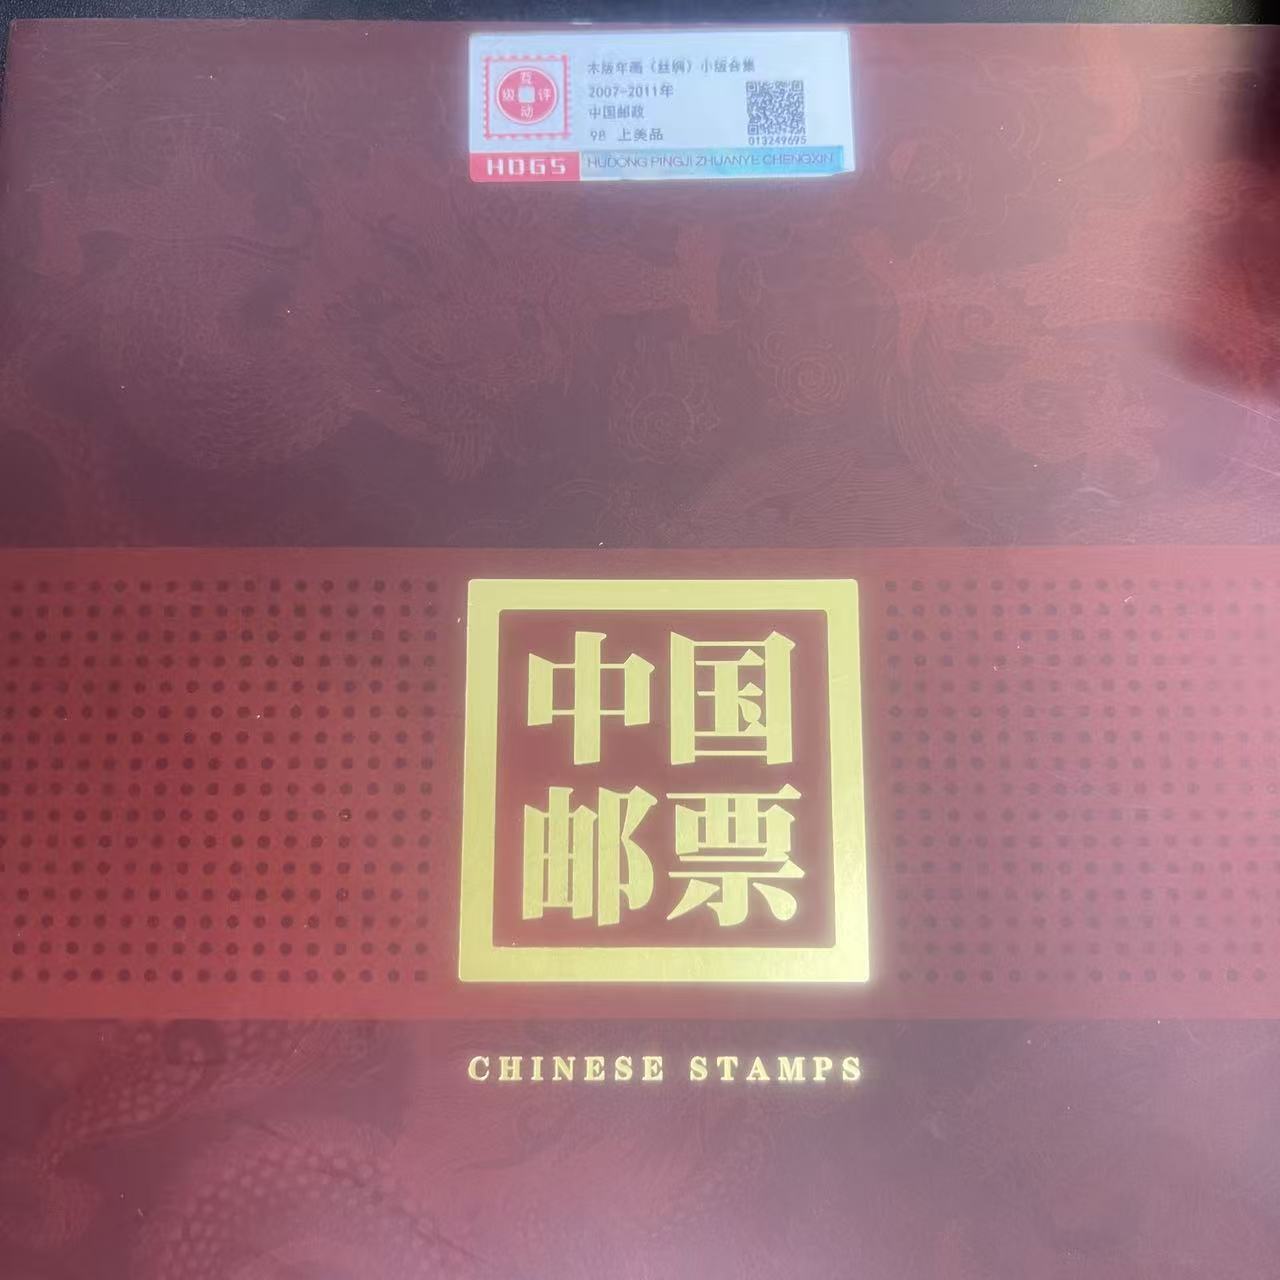 互
级 评
动
木版年画（丝绸）小版合集
2007-2011年
中国邮政
98 上美品
013249695
HDGS
HUDONG PINGJI ZHUANYE CHENGXIN
中国
邮票
CHINESE STAMPS